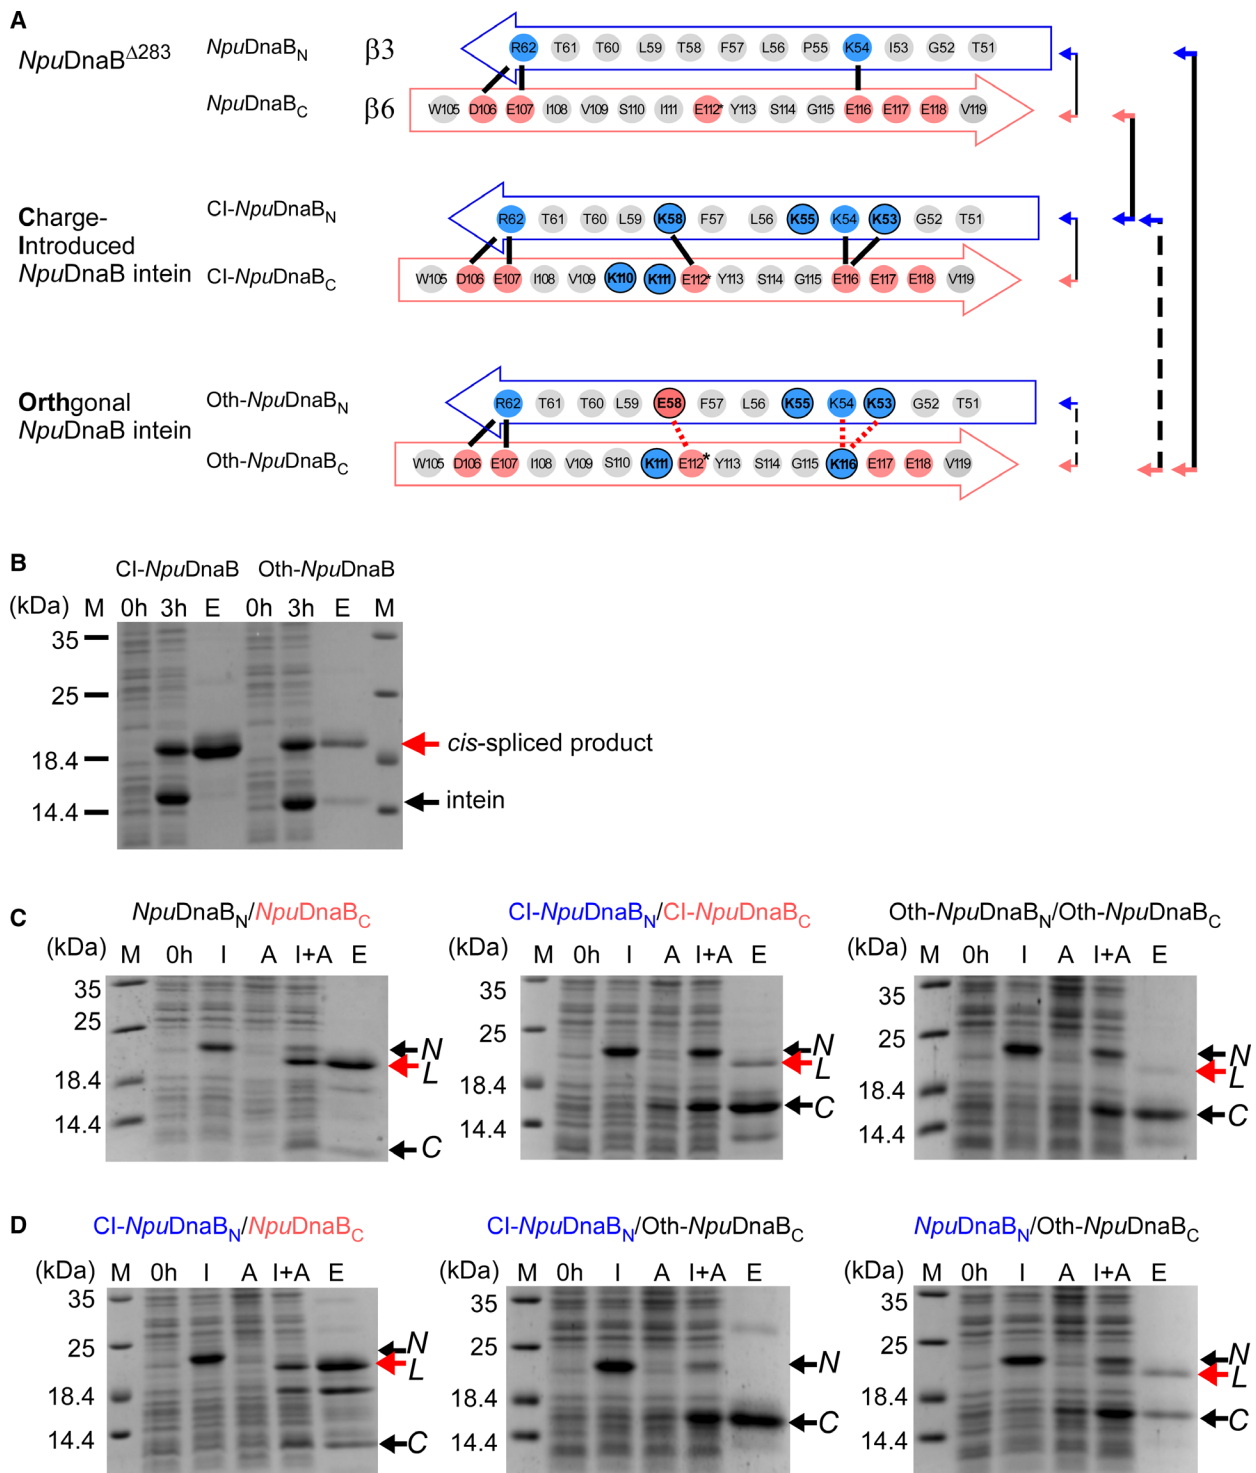 A
NpuDnaBΔ283
NpuDnaBN β3 R62 T61 T60 L59 T58 F57 L56 P55 K54 I53 G52 T51
NpuDnaBC β6 W105 D106 E107 I108 V109 S110 I111 E112* Y113 S114 G115 E116 E117 E118 V119
Charge-
Introduced
NpuDnaB intein
CI-NpuDnaBN R62 T61 T60 L59 K58 F57 L56 K55 K54 K53 G52 T51
CI-NpuDnaBC W105 D106 E107 I108 V109 K110 K111 E112* Y113 S114 G115 E116 E117 E118 V119
Orthgonal
NpuDnaB intein
Oth-NpuDnaBN R62 T61 T60 L59 E58 F57 L56 K55 K54 K53 G52 T51
Oth-NpuDnaBC W105 D106 E107 I108 V109 S110 K111 E112* Y113 S114 G115 K116 E117 E118 V119
B
CI-NpuDnaB Oth-NpuDnaB
(kDa) M 0h 3h E 0h 3h E M
35
25
18.4
14.4
cis-spliced product
intein
C
NpuDnaBN/NpuDnaBC
(kDa) M 0h I A I+A E
35
25
18.4
14.4
N
L
C
CI-NpuDnaBN/CI-NpuDnaBC
(kDa) M 0h I A I+A E
35
25
18.4
14.4
N
L
C
Oth-NpuDnaBN/Oth-NpuDnaBC
(kDa) M 0h I A I+A E
35
25
18.4
14.4
N
L
C
D
CI-NpuDnaBN/NpuDnaBC
(kDa) M 0h I A I+A E
35
25
18.4
14.4
N
L
C
CI-NpuDnaBN/Oth-NpuDnaBC
(kDa) M 0h I A I+A E
35
25
18.4
14.4
N
C
NpuDnaBN/Oth-NpuDnaBC
(kDa) M 0h I A I+A E
35
25
18.4
14.4
N
L
C